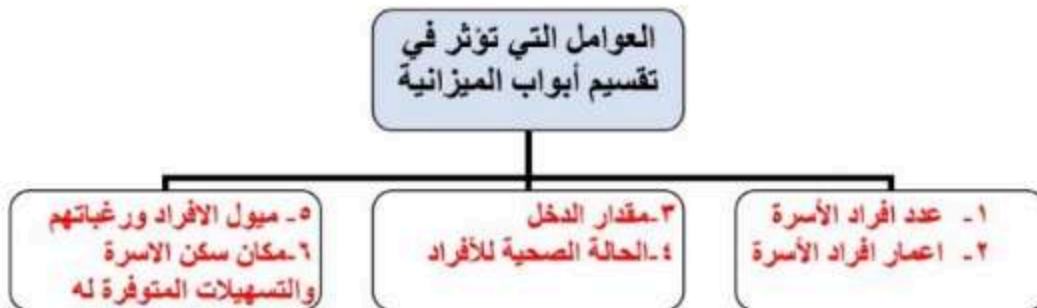 العوامل التي تؤثر في
تقسيم أبواب الميزانية
١- عدد افراد الأسرة
٢- اعمار افراد الأسرة
٣-مقدار الدخل
٤-الحالة الصحية للأفراد
٥- ميول الافراد ورغباتهم
٦-مكان سكن الاسرة
والتسهيلات المتوفرة له